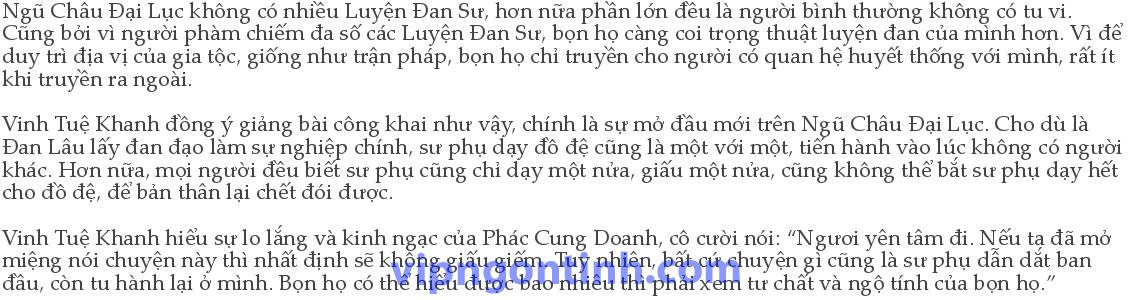 Ngũ Châu Đại Lục không có nhiều Luyện Đan Sư, hơn nữa phần lớn đều là người bình thường không có tu vi.
Cũng bởi vì người phàm chiếm đa số các Luyện Đan Sư, bọn họ càng coi trọng thuật luyện đan của mình hơn. Vì để
duy trì địa vị của gia tộc, giống như trận pháp, bọn họ chỉ truyền cho người có quan hệ huyết thống với mình, rất ít
khi truyền ra ngoài.
Vinh Tuệ Khanh đồng ý giảng bài công khai như vậy, chính là sự mở đầu mới trên Ngũ Châu Đại Lục. Cho dù là
Đan Lâu lấy đan đạo làm sự nghiệp chính, sư phụ dạy đồ đệ cũng là một với một, tiến hành vào lúc không có người
khác. Hơn nữa, mọi người đều biết sư phụ cũng chỉ dạy một nửa, giấu một nửa, cũng không thể bắt sư phụ dạy hết
cho đồ đệ, để bản thân lại chết đói được.
Vinh Tuệ Khanh hiểu sự lo lắng và kinh ngạc của Phác Cung Doanh, cô cười nói: “Ngươi yên tâm đi. Nếu ta đã mở
miệng nói chuyện này thì nhất định sẽ không giấu giếm. Tuy nhiên, bất cứ chuyện gì cũng là sư phụ dẫn dắt ban
đầu, còn tu hành lại ở mình. Bọn họ có thể hiểu được bao nhiêu thì phải xem tư chất và ngộ tính của bọn họ.”
vipngontinh.com